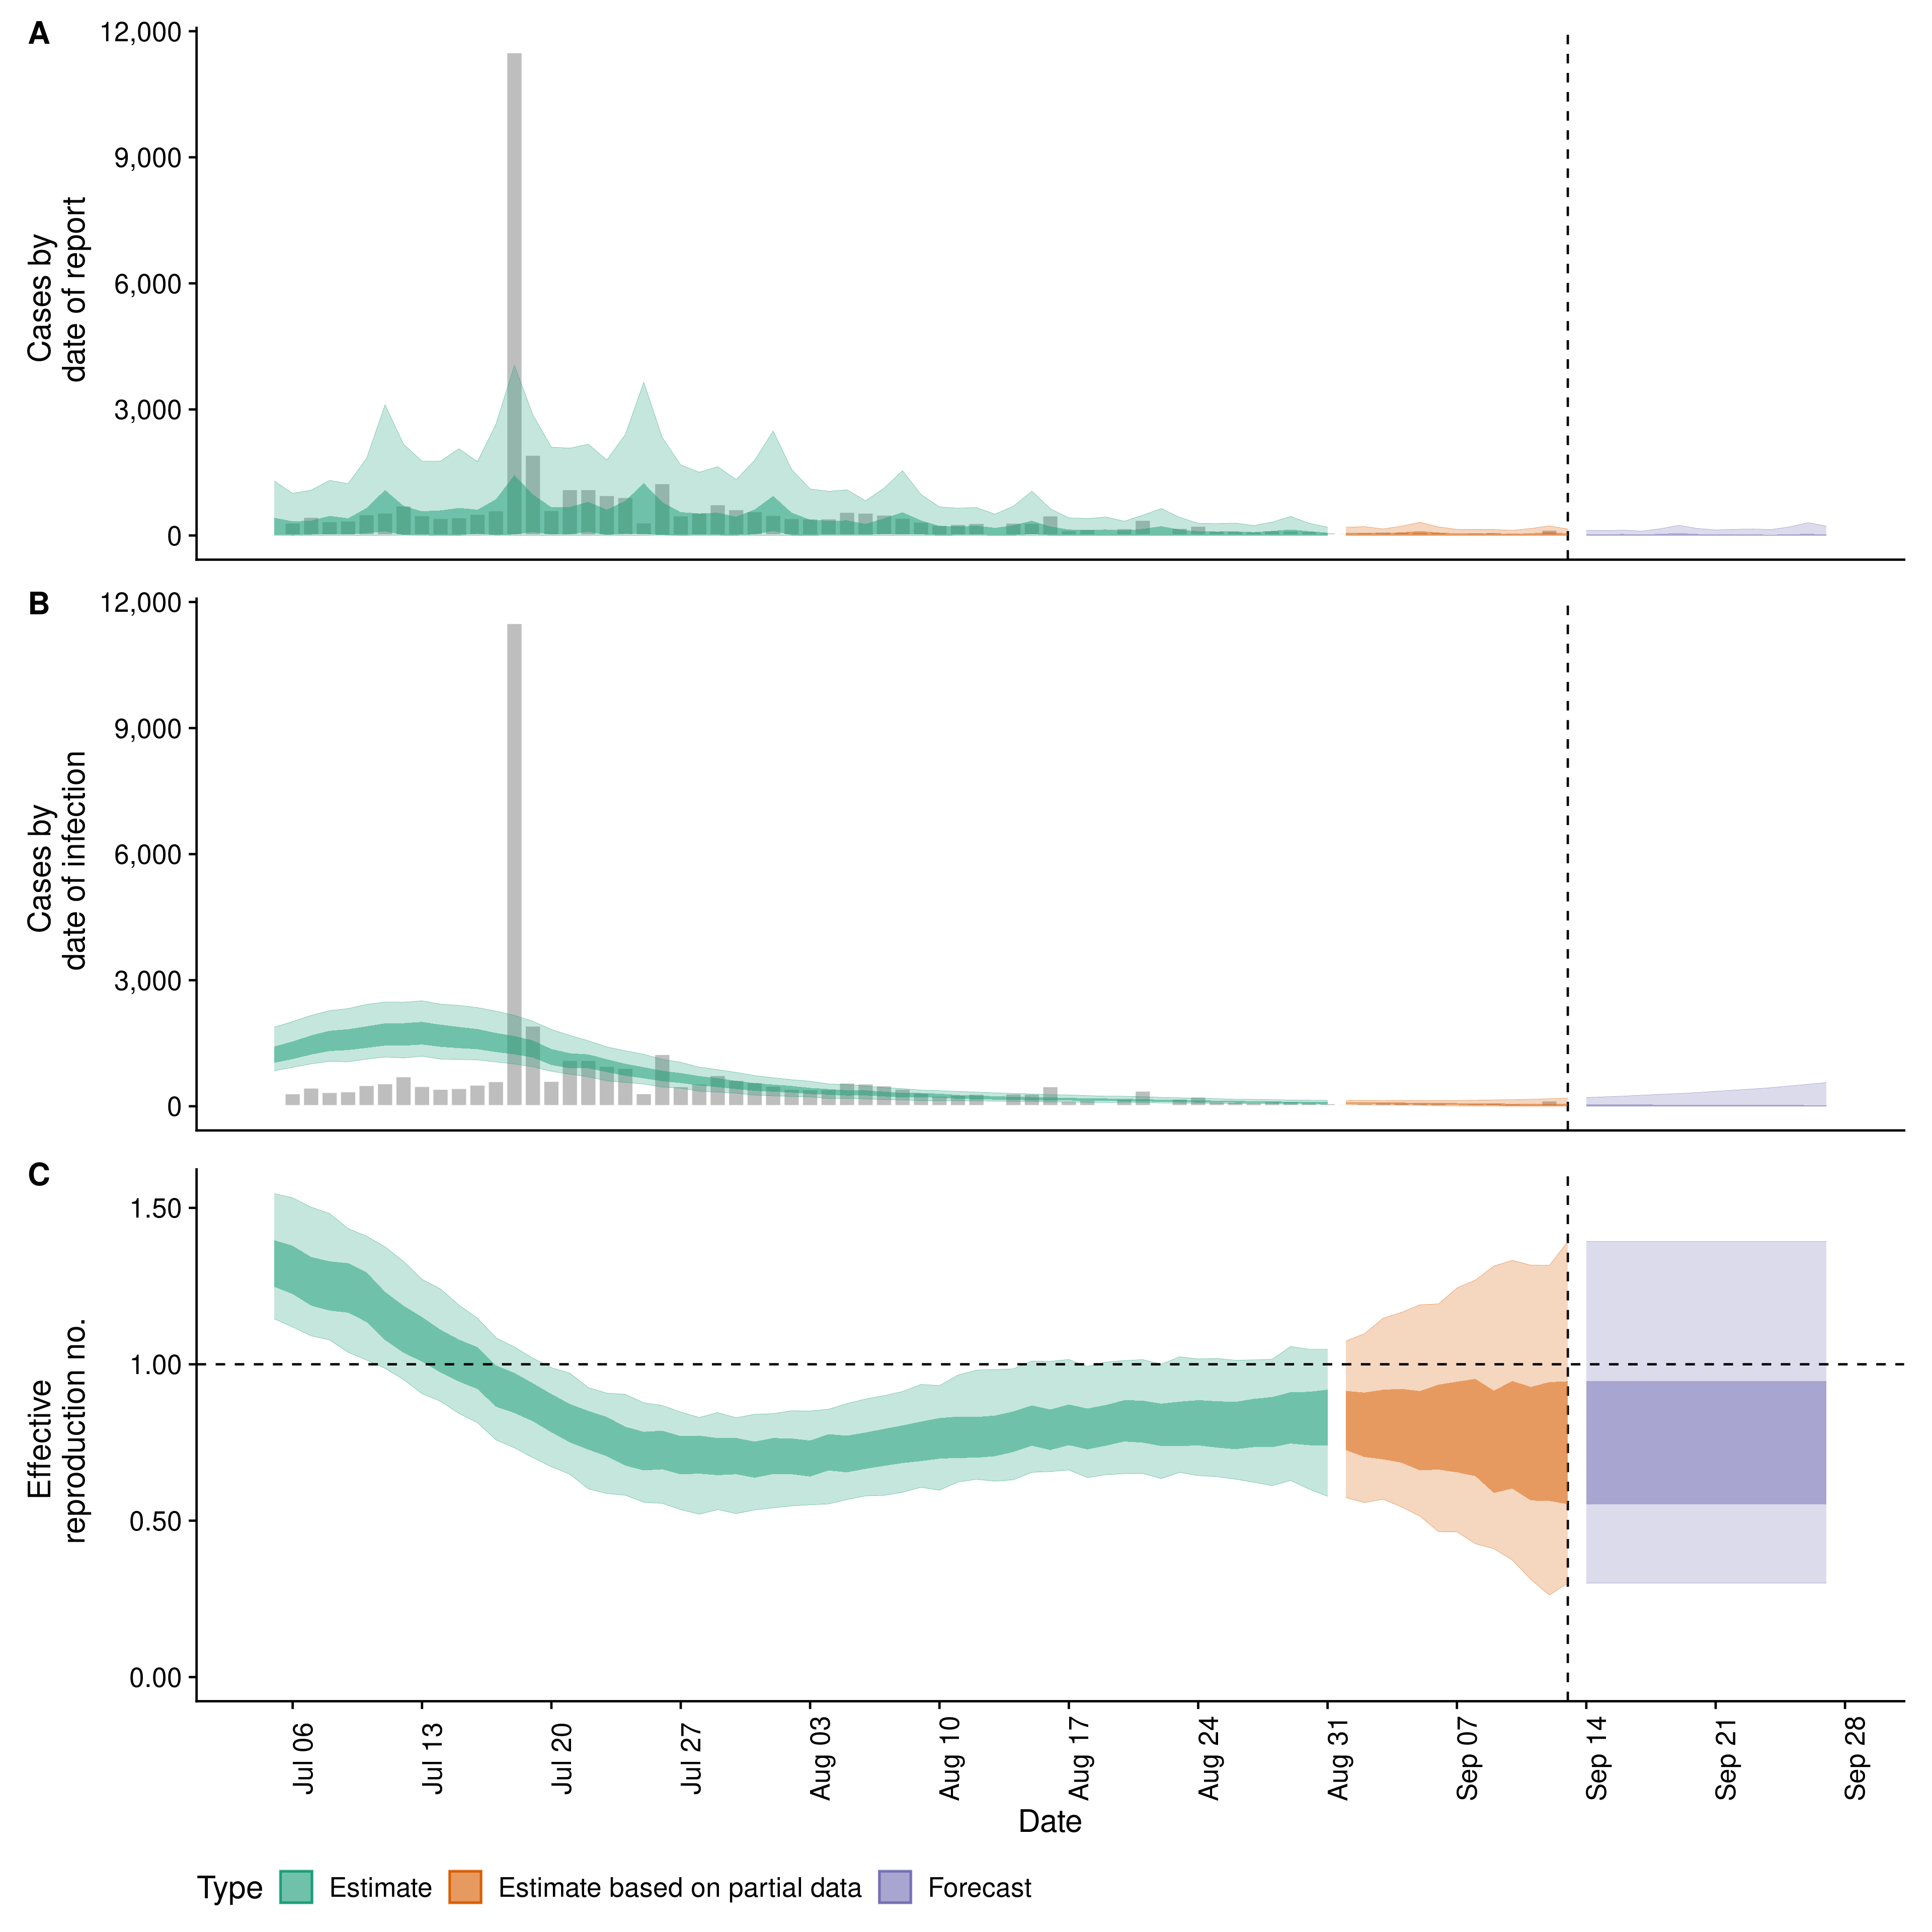 A
12,000
9,000
6,000
3,000
0
Cases by
date of report
B
12,000
9,000
6,000
3,000
0
Cases by
date of infection
C
1.50
1.00
0.50
0.00
Effective
reproduction no.
Jul 06
Jul 13
Jul 20
Jul 27
Aug 03
Aug 10
Aug 17
Aug 24
Aug 31
Sep 07
Sep 14
Sep 21
Sep 28
Date
Type Estimate Estimate based on partial data Forecast